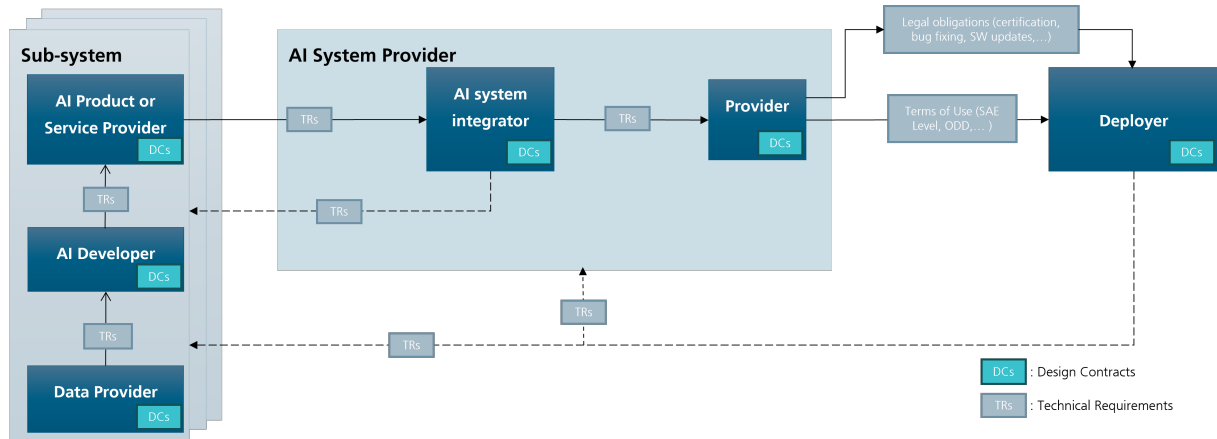 Sub-system
AI Product or
Service Provider
DCs
TRs
AI Developer
DCs
TRs
Data Provider
DCs
TRs
AI System Provider
AI system
integrator
DCs
TRs
TRs
Provider
DCs
Legal obligations (certification,
bug fixing, SW updates,...)
Terms of Use (SAE
Level, ODD,... )
Deployer
DCs
TRs
TRs
DCs : Design Contracts
TRs : Technical Requirements